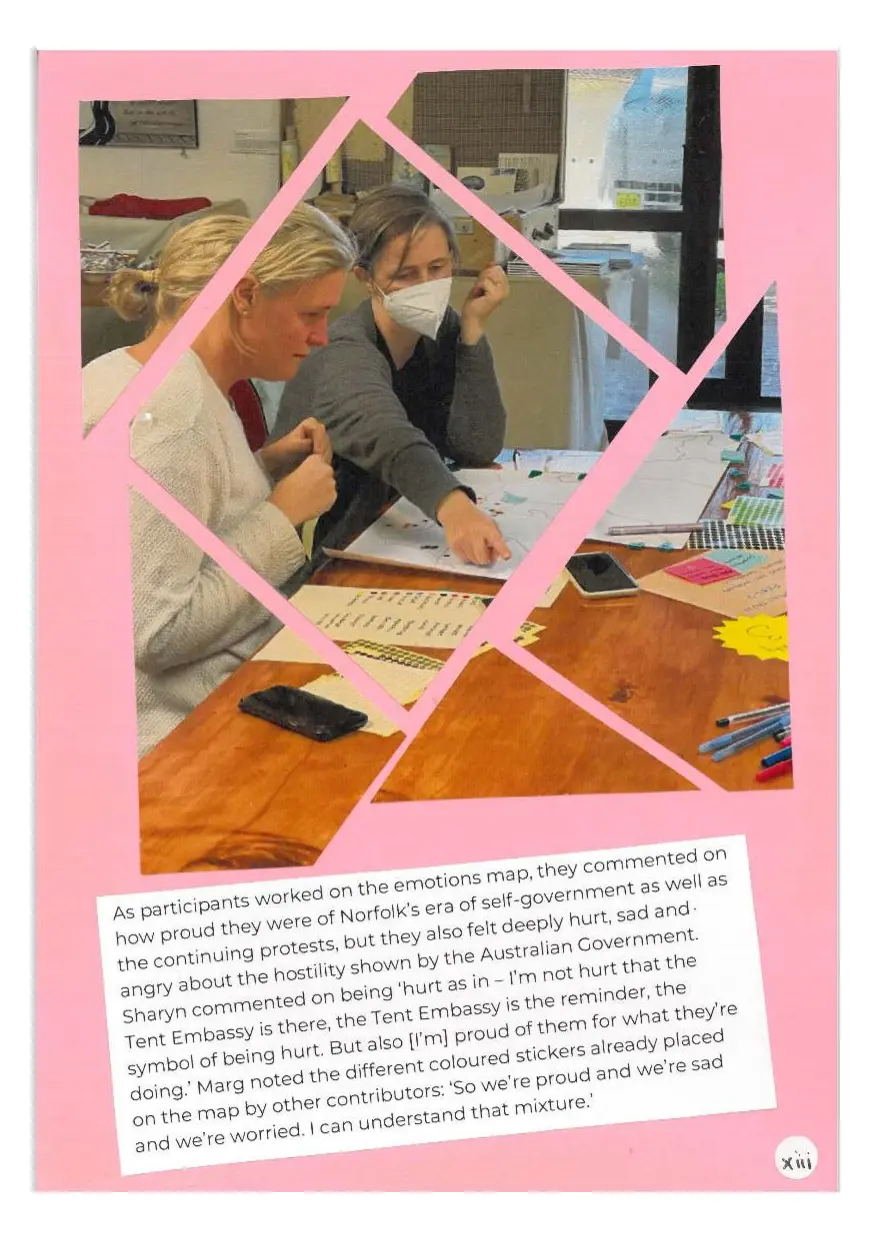 As participants worked on the emotions map, they commented on
how proud they were of Norfolk's era of self-government as well as
the continuing protests, but they also felt deeply hurt, sad and
angry about the hostility shown by the Australian Government.
Sharyn commented on being 'hurt as in – I'm not hurt that the
Tent Embassy is there, the Tent Embassy is the reminder, the
symbol of being hurt. But also [I'm] proud of them for what they're
doing.' Marg noted the different coloured stickers already placed
on the map by other contributors: 'So we're proud and we're sad
and we're worried. I can understand that mixture.'
xiii